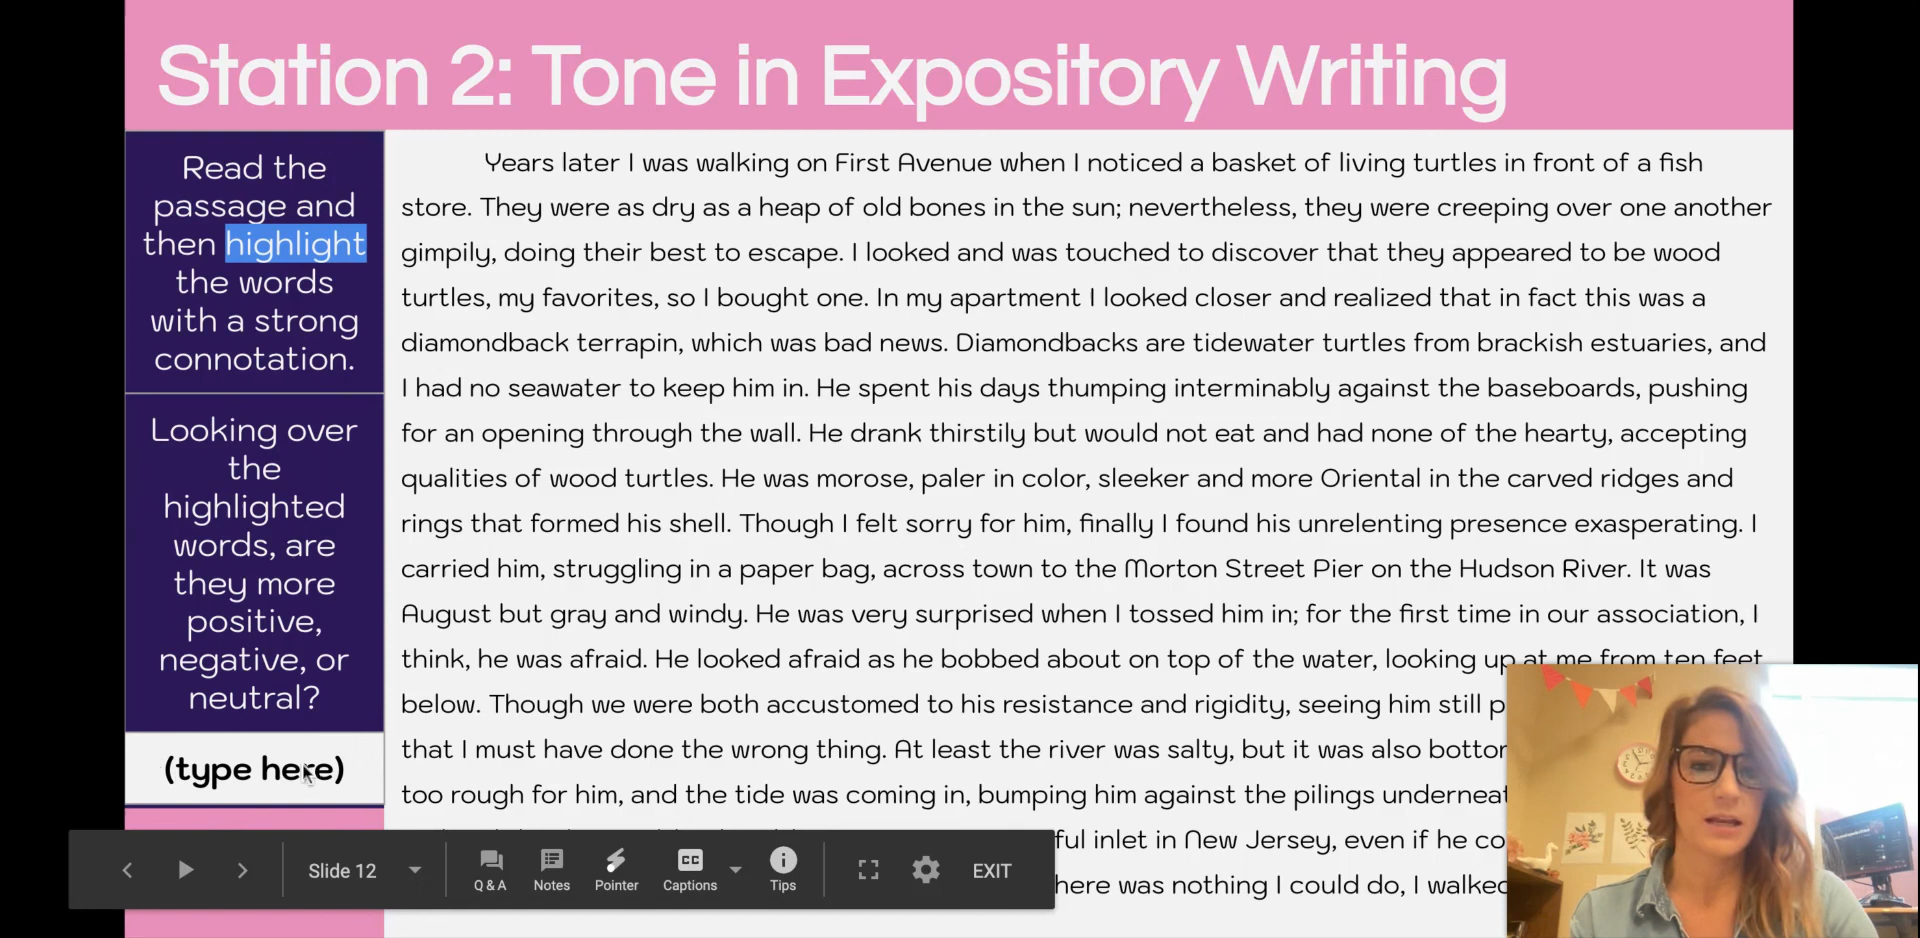 Station 2: Tone in Expository Writing
Read the
passage and
then highlight
the words
with a strong
connotation.
Looking over
the
highlighted
words, are
they more
positive,
negative, or
neutral?
(type here)
Years later I was walking on First Avenue when I noticed a basket of living turtles in front of a fish
store. They were as dry as a heap of old bones in the sun; nevertheless, they were creeping over one another
gimpily, doing their best to escape. I looked and was touched to discover that they appeared to be wood
turtles, my favorites, so I bought one. In my apartment I looked closer and realized that in fact this was a
diamondback terrapin, which was bad news. Diamondbacks are tidewater turtles from brackish estuaries, and
I had no seawater to keep him in. He spent his days thumping interminably against the baseboards, pushing
for an opening through the wall. He drank thirstily but would not eat and had none of the hearty, accepting
qualities of wood turtles. He was morose, paler in color, sleeker and more Oriental in the carved ridges and
rings that formed his shell. Though I felt sorry for him, finally I found his unrelenting presence exasperating. I
carried him, struggling in a paper bag, across town to the Morton Street Pier on the Hudson River. It was
August but gray and windy. He was very surprised when I tossed him in; for the first time in our association, I
think, he was afraid. He looked afraid as he bobbed about on top of the water, looking up at me from ten feet
below. Though we were both accustomed to his resistance and rigidity, seeing him still
that I must have done the wrong thing. At least the river was salty, but it was also
too rough for him, and the tide was coming in, bumping him against the pilings
inlet in New Jersey, even if he
was nothing I could do, I
Slide 12
Q & A
Notes
Pointer
CC
Captions
Tips
EXIT